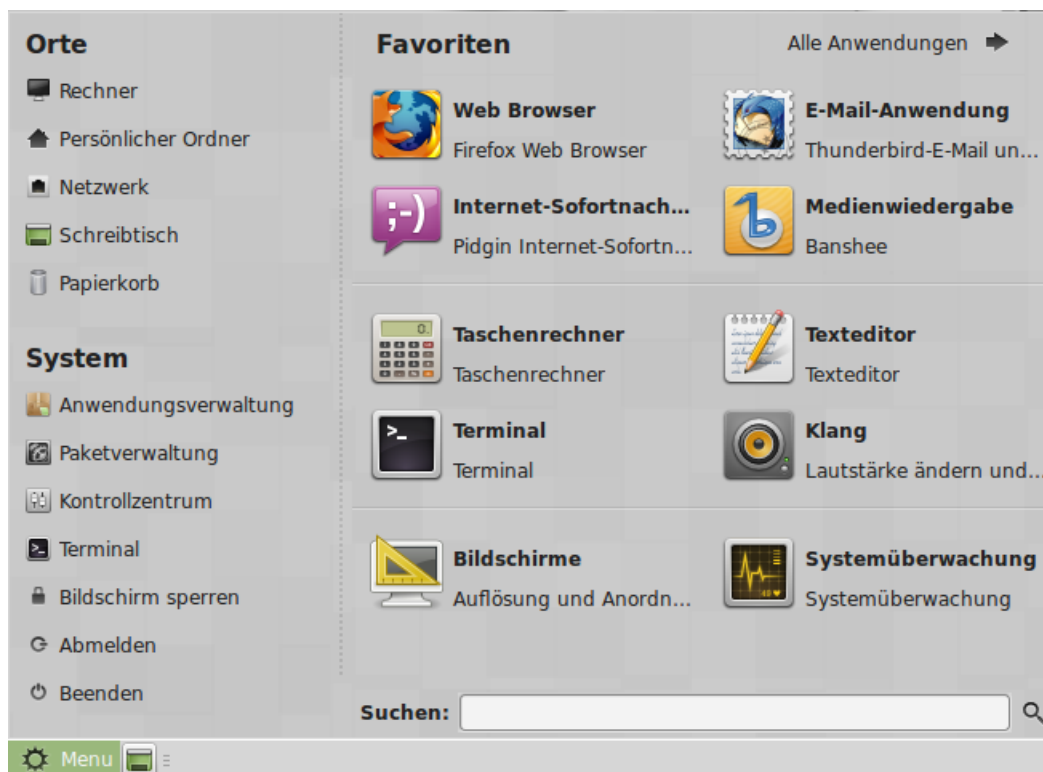 Orte
Rechner
Persönlicher Ordner
Netzwerk
Schreibtisch
Papierkorb
System
Anwendungsverwaltung
Paketverwaltung
Kontrollzentrum
Terminal
Bildschirm sperren
Abmelden
Beenden
Favoriten
Alle Anwendungen
Web Browser
Firefox Web Browser
E-Mail-Anwendung
Thunderbird-E-Mail un...
;-)
Internet-Sofortnach...
Pidgin Internet-Sofortn...
Medienwiedergabe
Banshee
0.
Taschenrechner
Taschenrechner
Texteditor
Texteditor
>_
Terminal
Terminal
Klang
Lautstärke ändern und...
Bildschirme
Auflösung und Anordn...
Systemüberwachung
Systemüberwachung
Suchen:
Menu